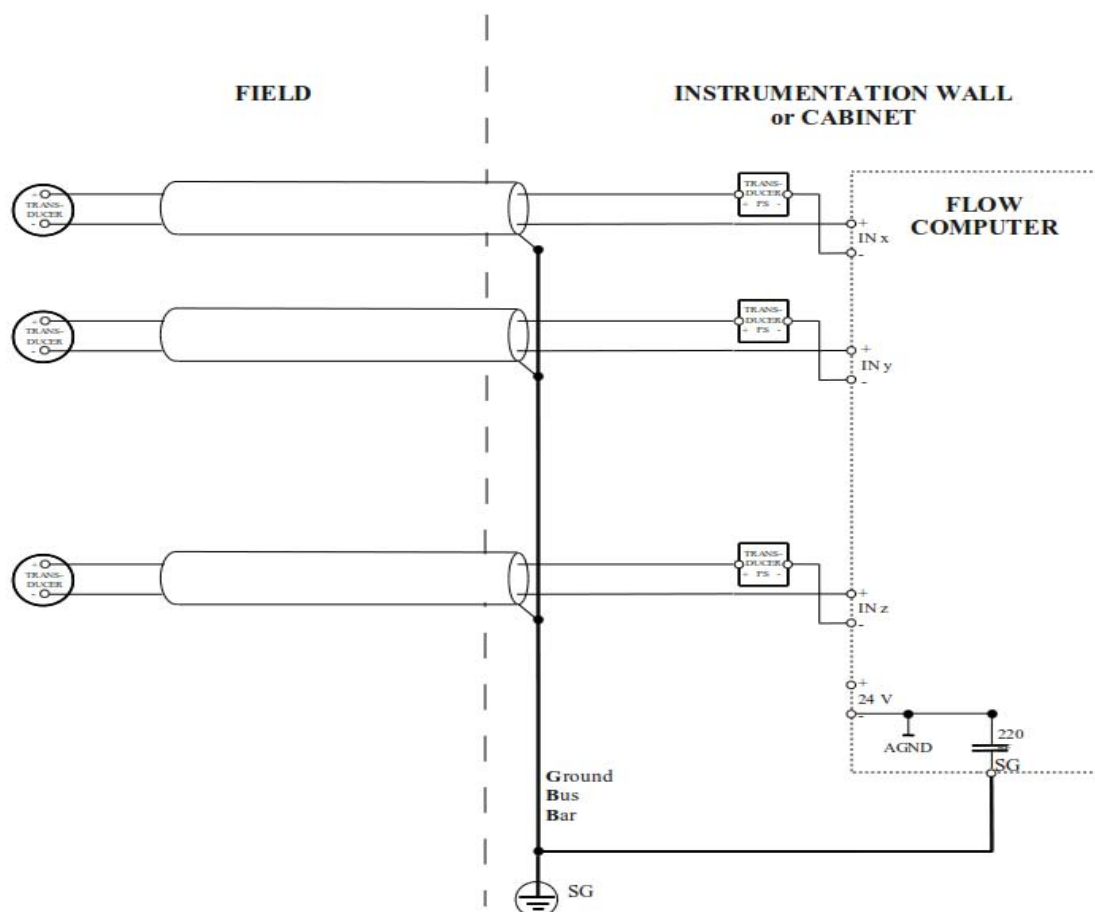 FIELD
INSTRUMENTATION WALL
or CABINET
FLOW
COMPUTER
+
TRANS-
DUCER
-
TRANS-
DUCER
+ PS -
+
IN x
-
+
TRANS-
DUCER
-
TRANS-
DUCER
+ PS -
+
IN y
-
+
TRANS-
DUCER
-
TRANS-
DUCER
+ PS -
+
IN z
-
+
24 V
-
AGND
220
SG
Ground
Bus
Bar
SG